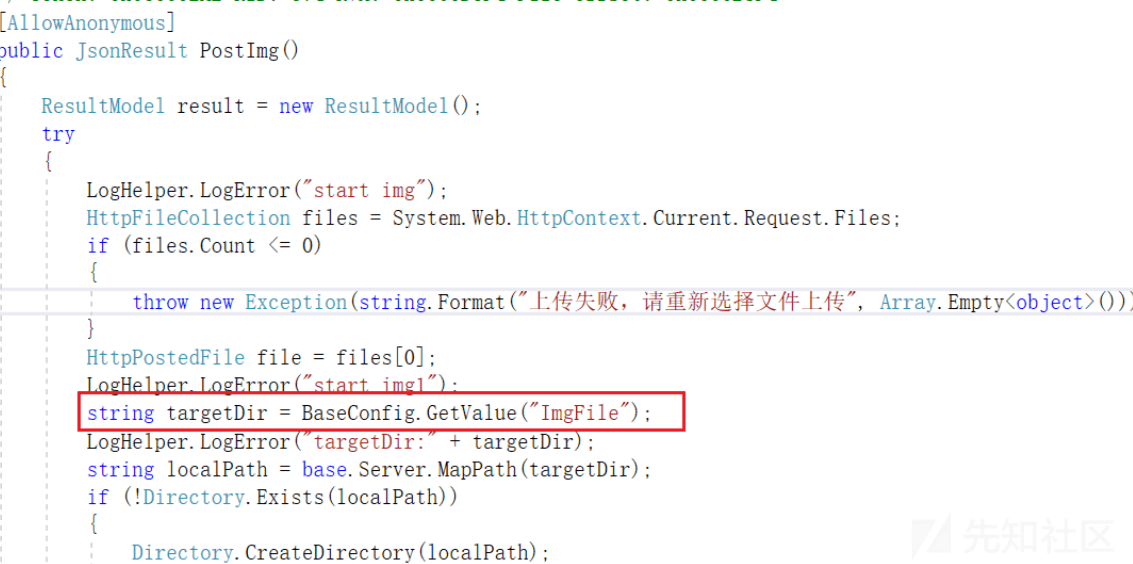 [AllowAnonymous]
public JsonResult PostImg()
{
ResultModel result = new ResultModel();
try
{
LogHelper.LogError("start img");
HttpFileCollection files = System.Web.HttpContext.Current.Request.Files;
if (files.Count <= 0)
{
throw new Exception(string.Format("上传失败，请重新选择文件上传", Array.Empty<object>()))
}
HttpPostedFile file = files[0];
LogHelper.LogError("start img1");
string targetDir = BaseConfig.GetValue("ImgFile");
LogHelper.LogError("targetDir:" + targetDir);
string localPath = base.Server.MapPath(targetDir);
if (!Directory.Exists(localPath))
{
Directory.CreateDirectory(localPath);
先知社区